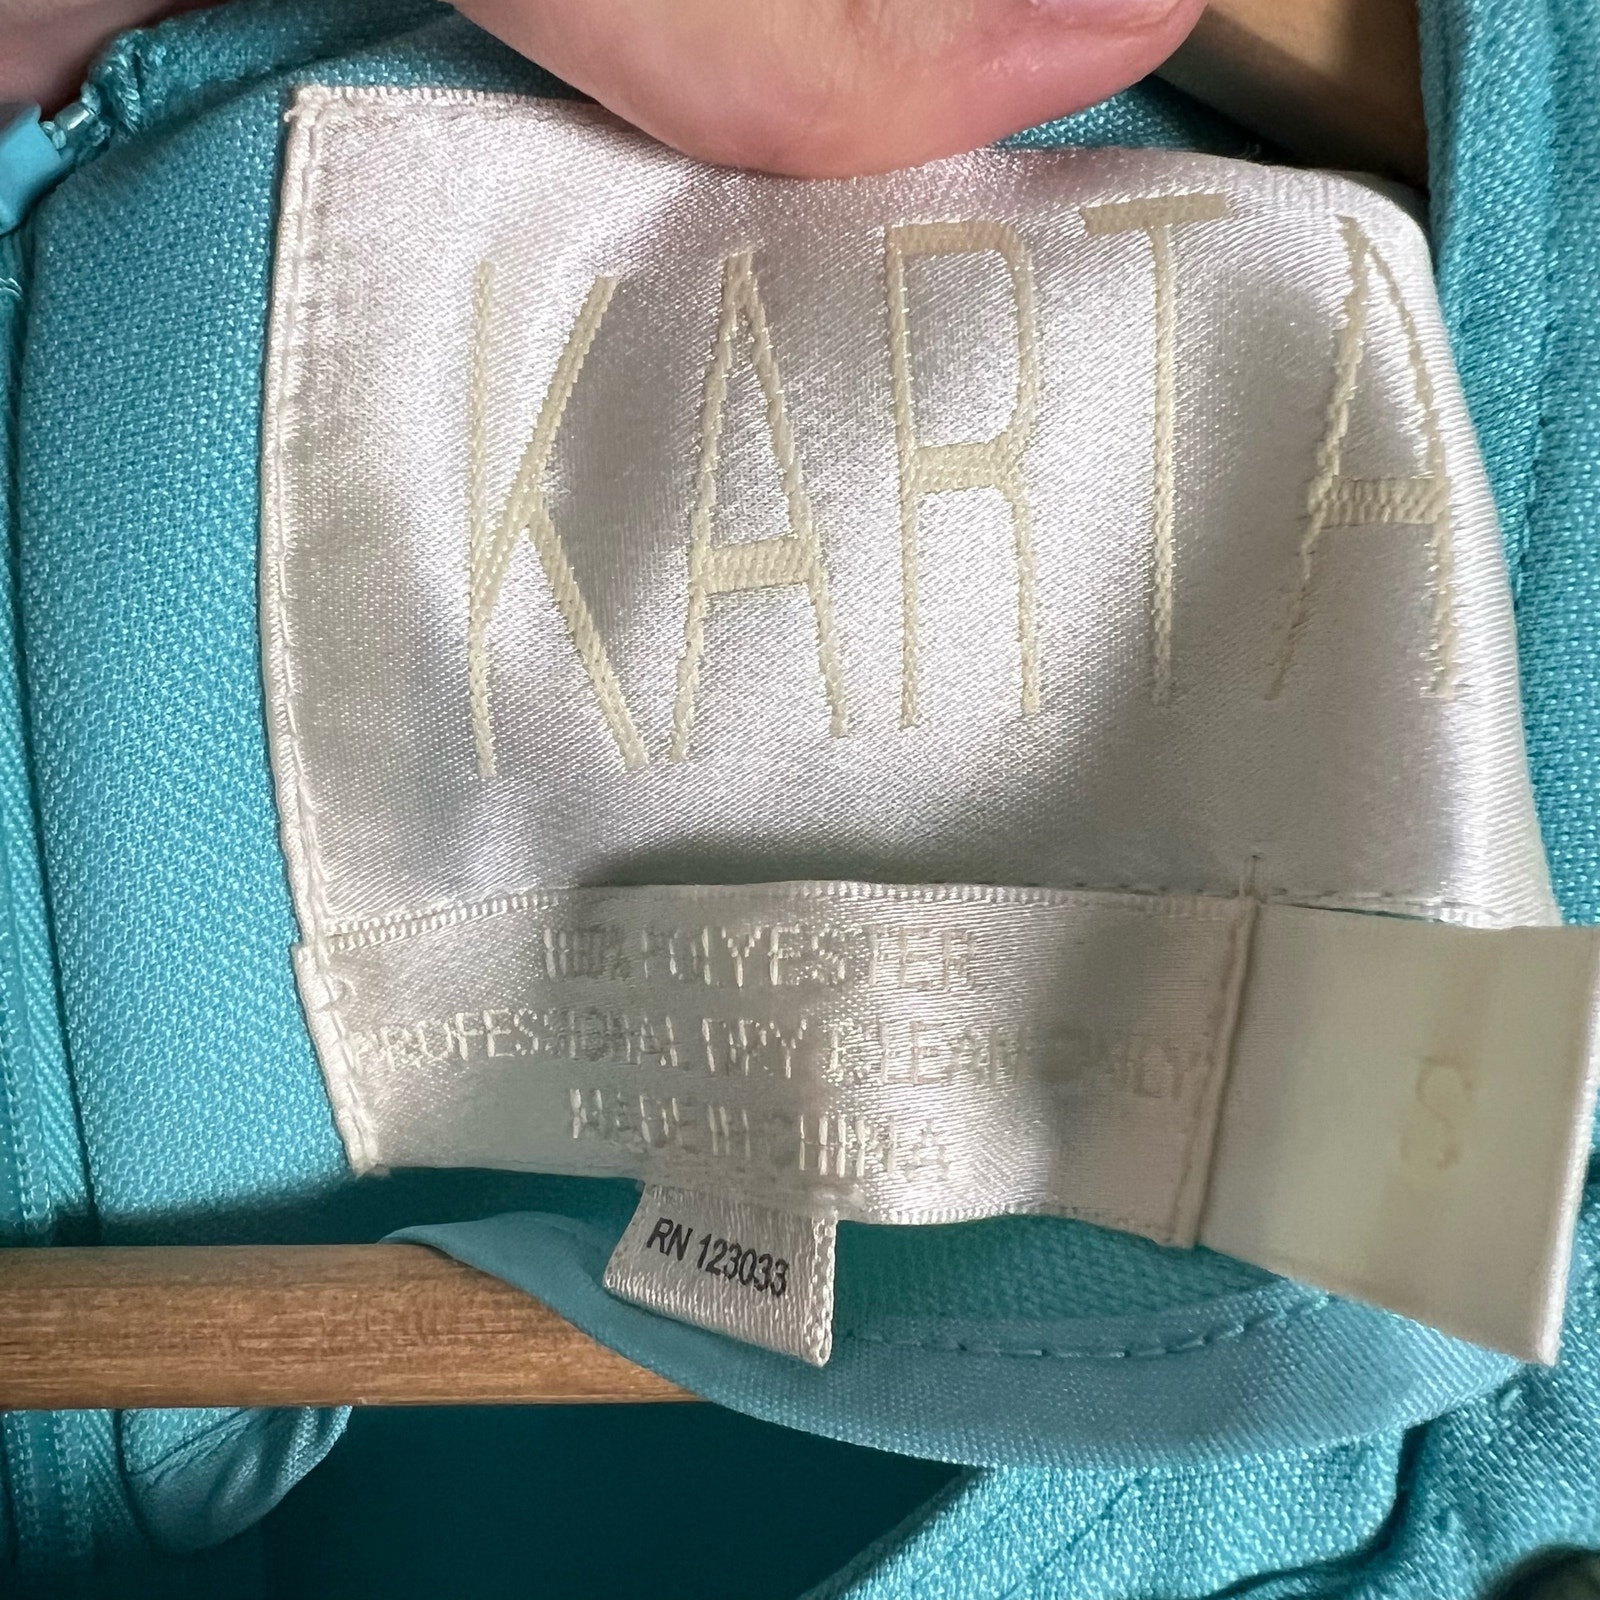 KARTA
100% POLYESTER
PROFESSIONAL DRY CLEAN ONLY
MADE IN CHINA
S
RN 123033